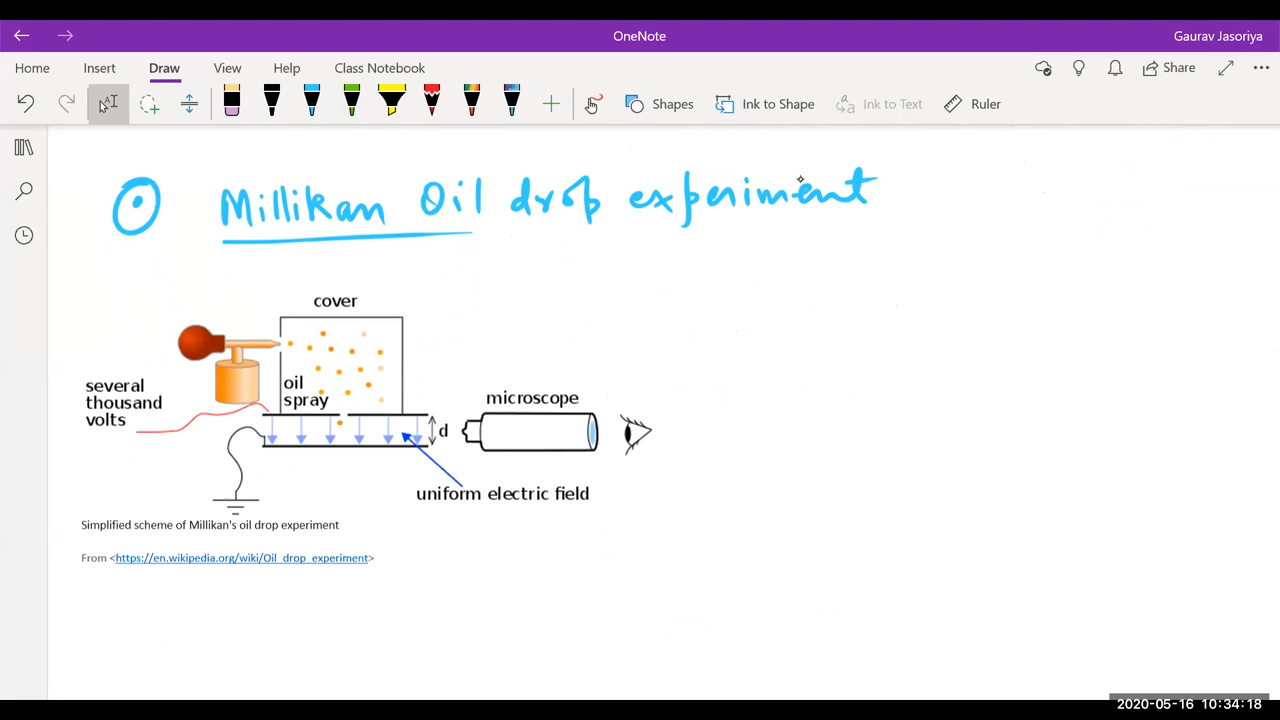 OneNote
Gaurav Jasoriya
Home Insert Draw View Help Class Notebook
Share
Shapes Ink to Shape Ink to Text Ruler
Millikan Oil drop experiment
cover
oil
spray
several
thousand
volts
d
microscope
uniform electric field
Simplified scheme of Millikan's oil drop experiment
From <https://en.wikipedia.org/wiki/Oil_drop_experiment>
2020-05-16 10:34:18